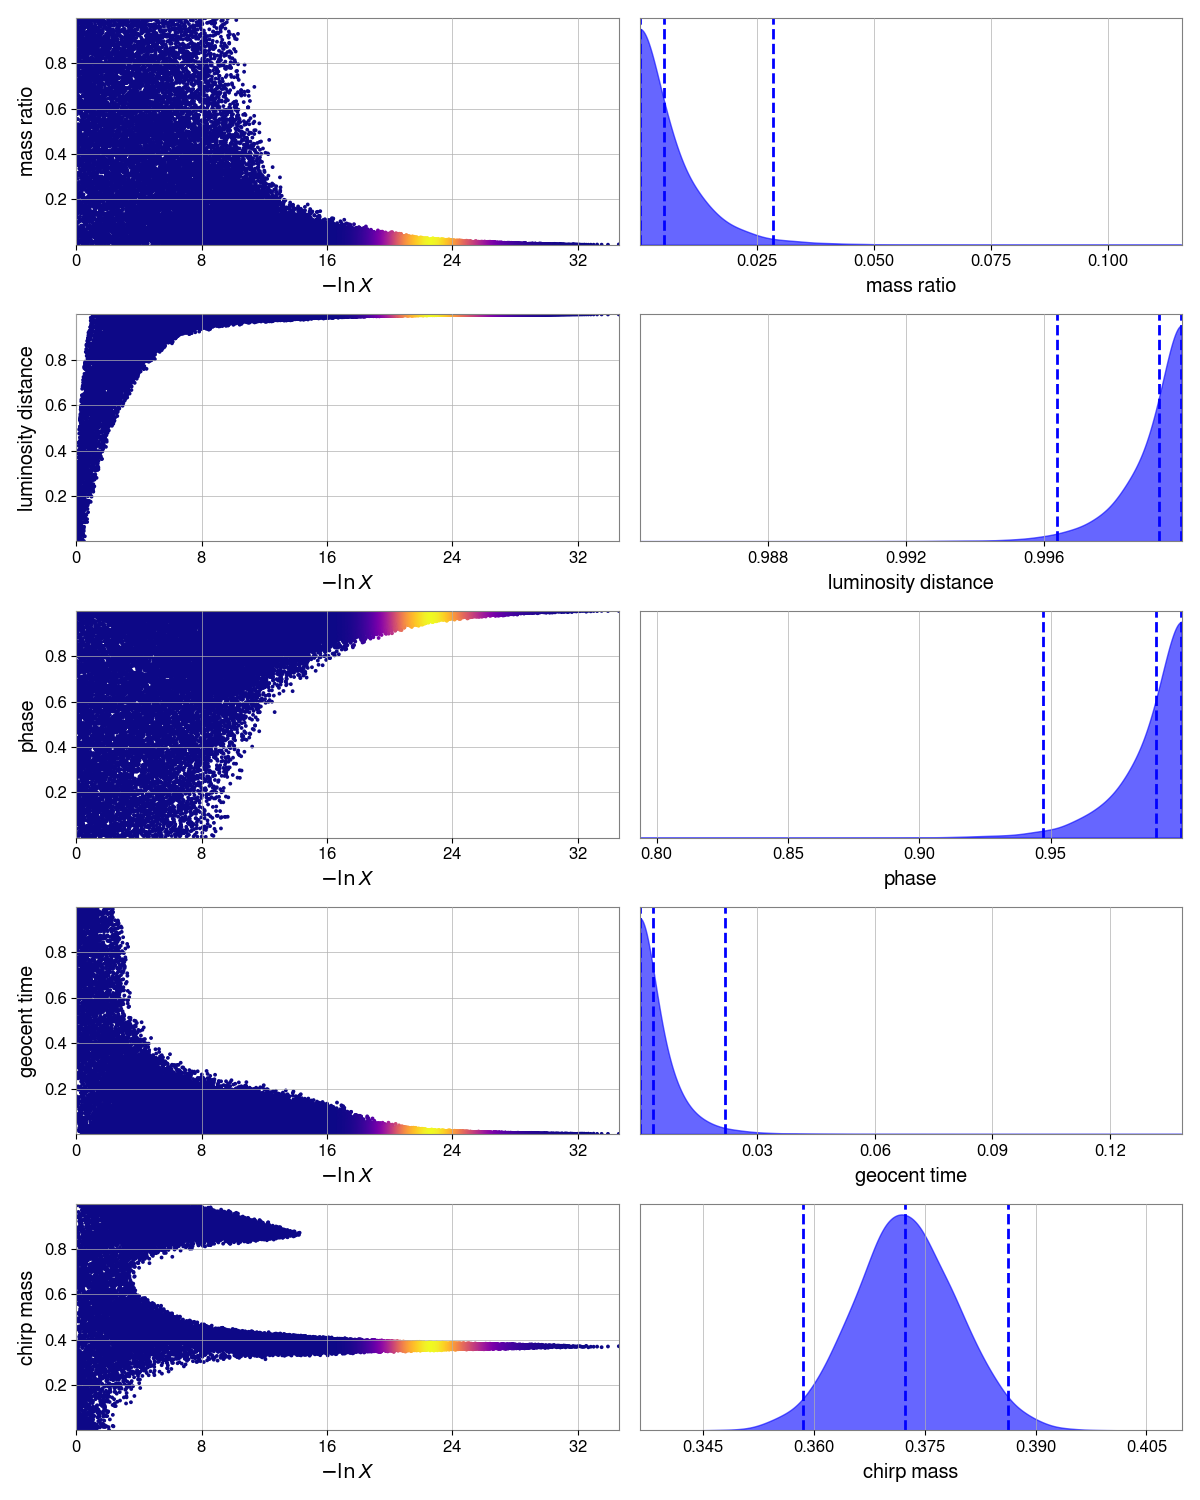 mass ratio
0.8
0.6
0.4
0.2
0 8 16 24 32
−ln X
0.025 0.050 0.075 0.100
mass ratio
luminosity distance
0.8
0.6
0.4
0.2
0 8 16 24 32
−ln X
0.988 0.992 0.996
luminosity distance
phase
0.8
0.6
0.4
0.2
0 8 16 24 32
−ln X
0.80 0.85 0.90 0.95
phase
geocent time
0.8
0.6
0.4
0.2
0 8 16 24 32
−ln X
0.03 0.06 0.09 0.12
geocent time
chirp mass
0.8
0.6
0.4
0.2
0 8 16 24 32
−ln X
0.345 0.360 0.375 0.390 0.405
chirp mass